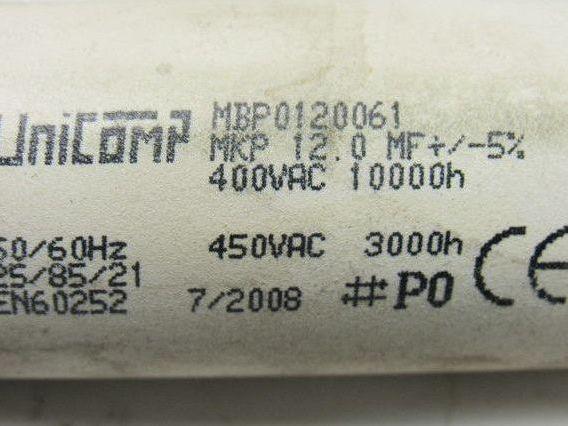 UniComp MBP0120061
MKP 12.0 MF+/-5%
400VAC 10000h
50/60Hz 450VAC 3000h
25/85/21
EN60252 7/2008 #P0 CE